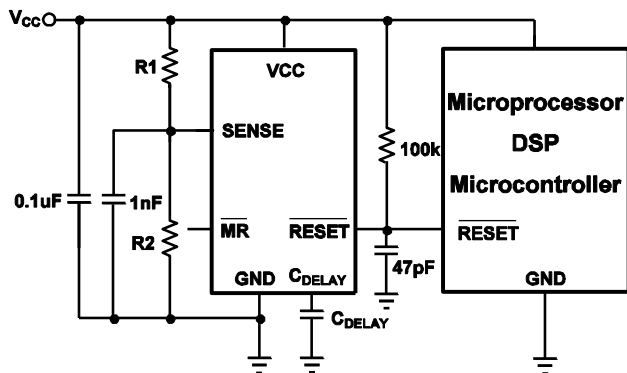 VCC
R1
VCC
SENSE
0.1uF
1nF
R2
MR
RESET
GND
CDELAY
CDELAY
100k
47pF
Microprocessor
DSP
Microcontroller
RESET
GND